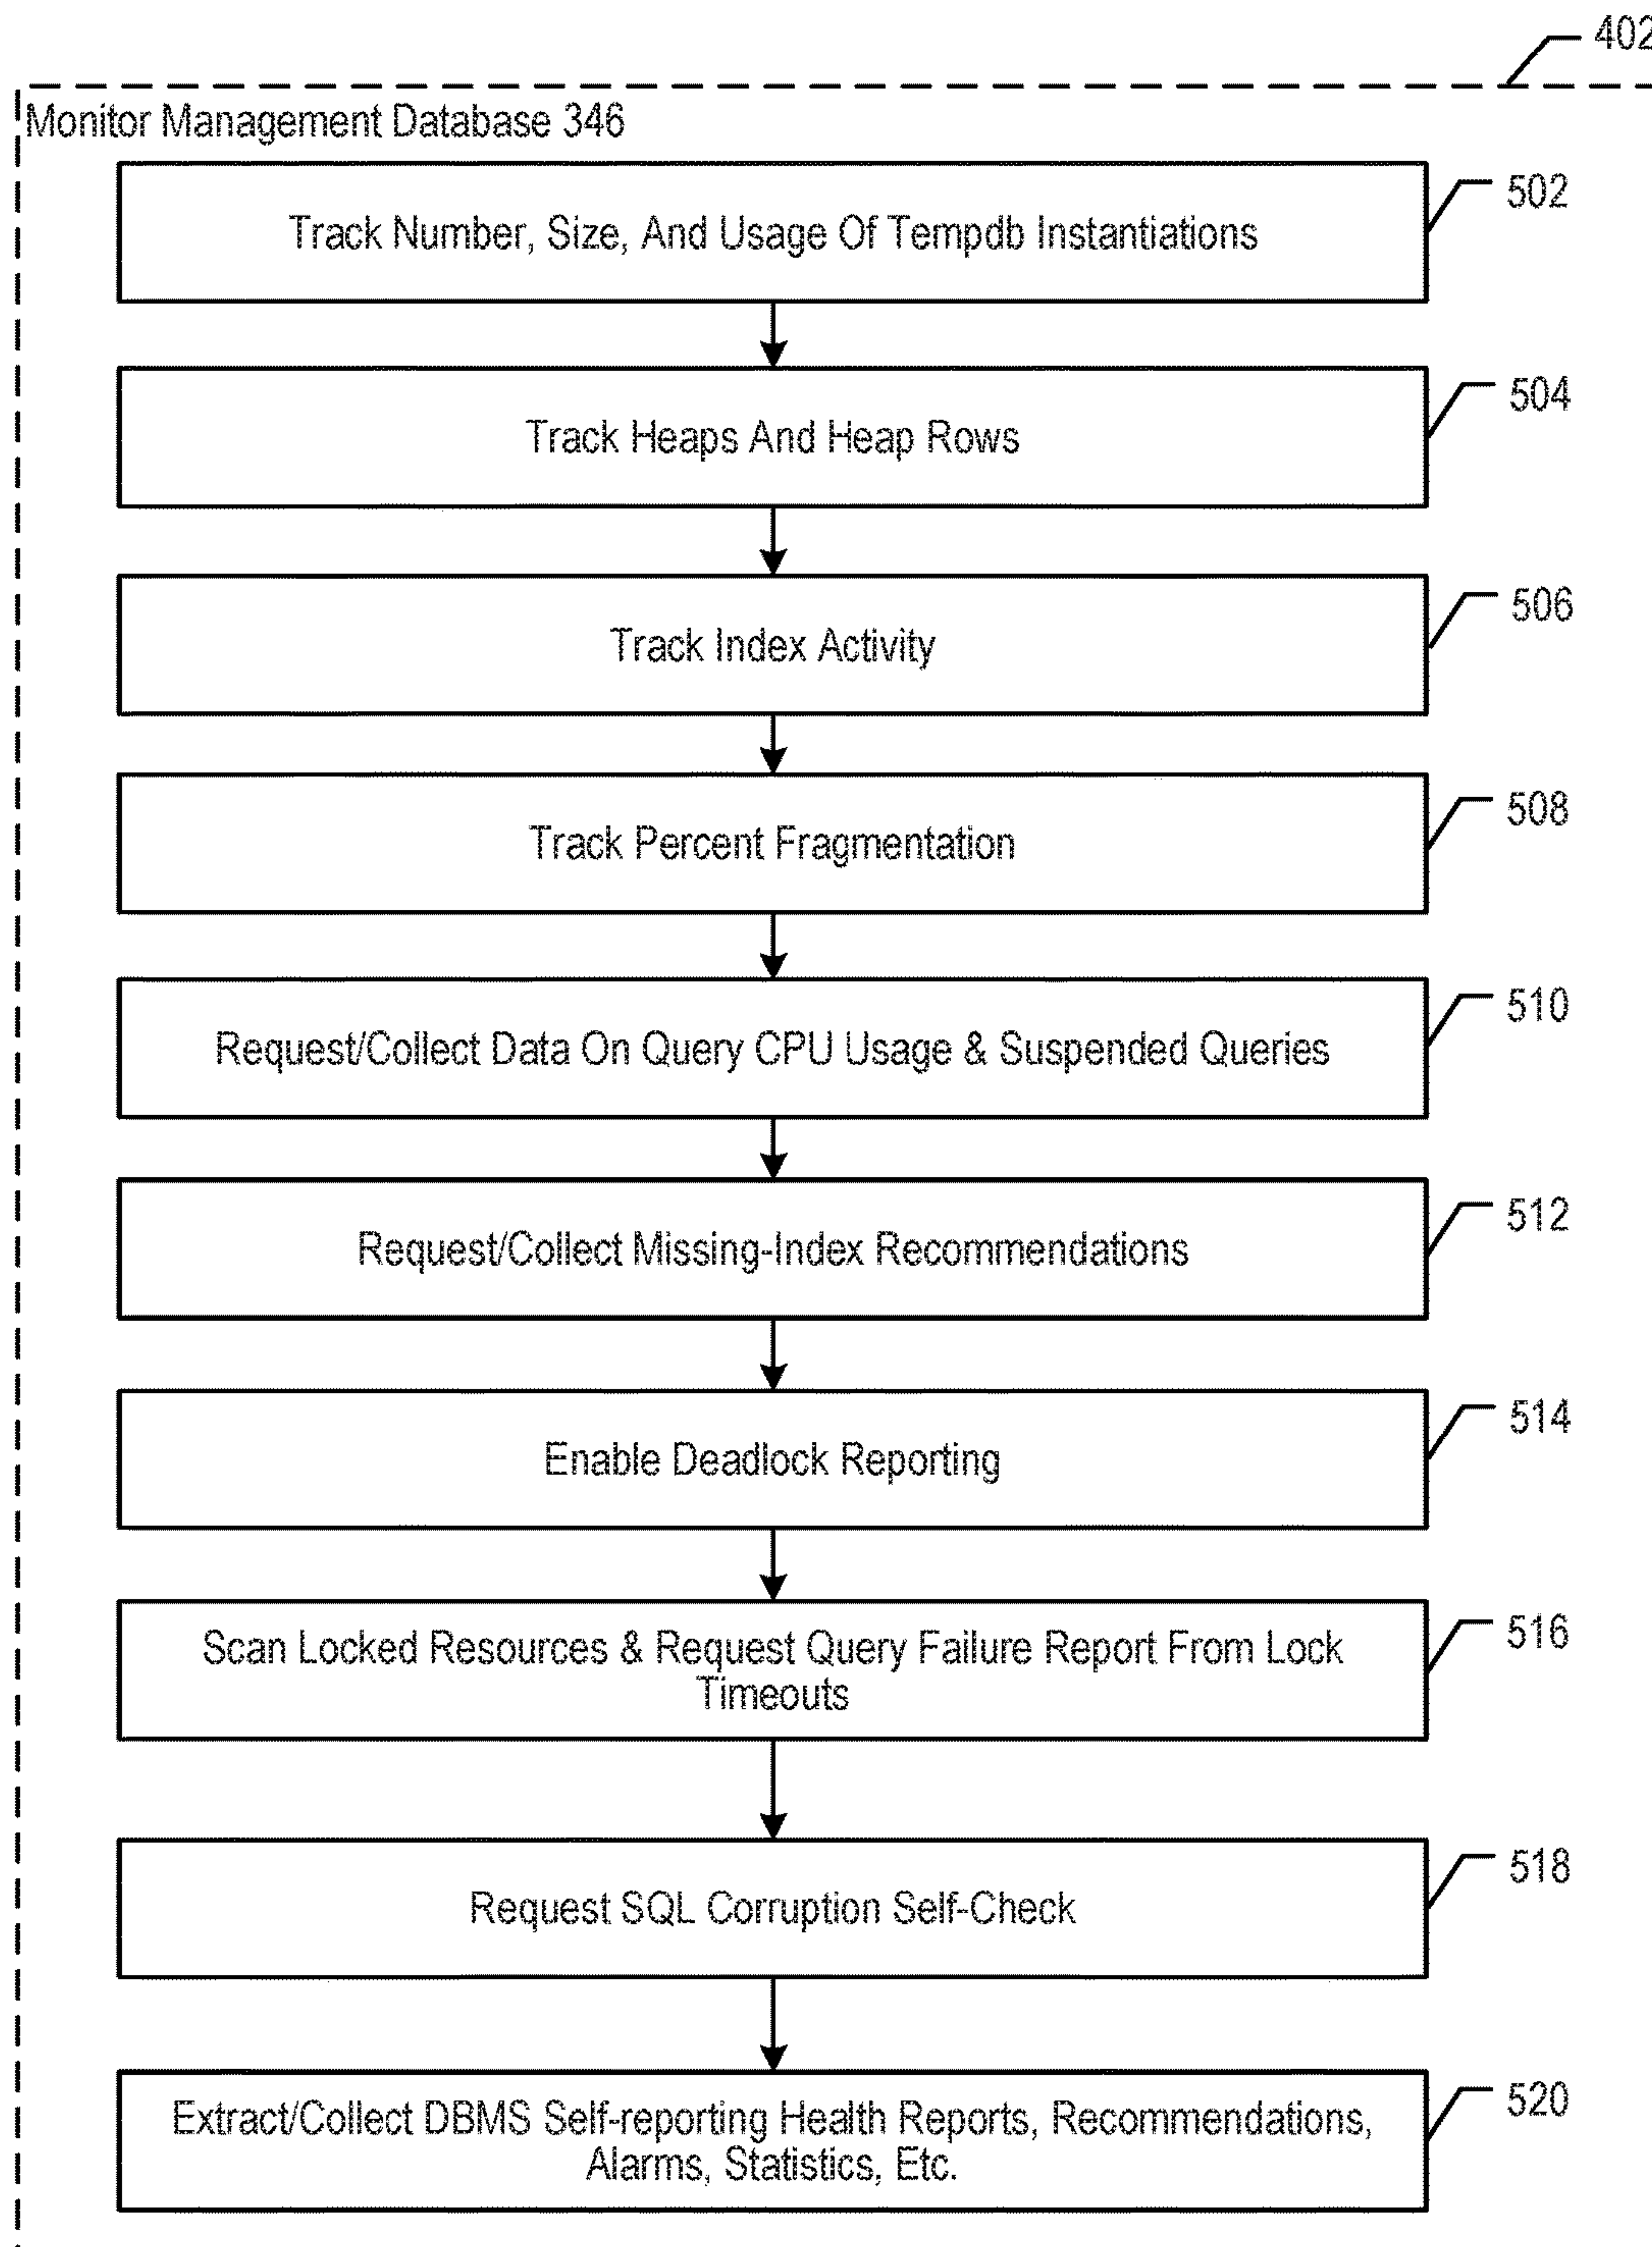 402
Monitor Management Database 346
Track Number, Size, And Usage Of Tempdb Instantiations
502
Track Heaps And Heap Rows
504
Track Index Activity
506
Track Percent Fragmentation
508
Request/Collect Data On Query CPU Usage & Suspended Queries
510
Request/Collect Missing-Index Recommendations
512
Enable Deadlock Reporting
514
Scan Locked Resources & Request Query Failure Report From Lock
Timeouts
516
Request SQL Corruption Self-Check
518
Extract/Collect DBMS Self-reporting Health Reports, Recommendations,
Alarms, Statistics, Etc.
520